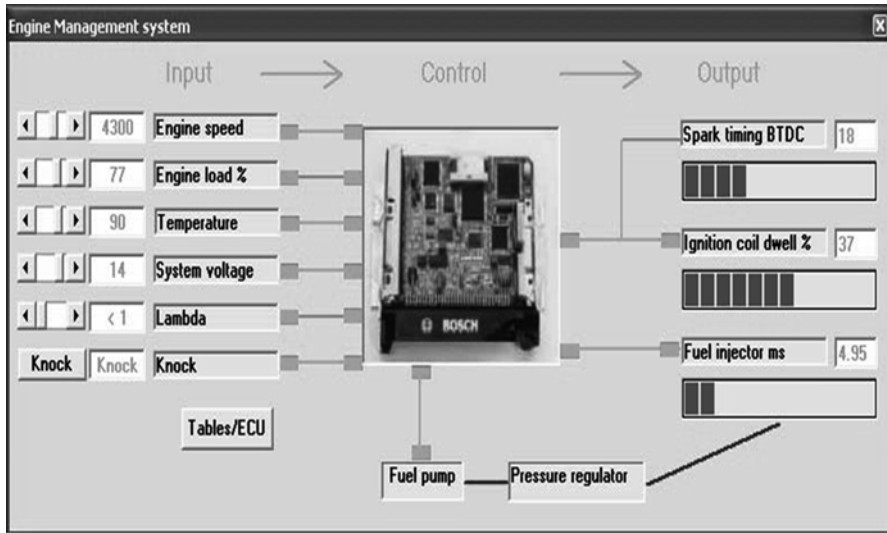 Engine Management system
Input Control Output
4300 Engine speed
77 Engine load %
90 Temperature
14 System voltage
< 1 Lambda
Knock Knock Knock
Tables/ECU
BOSCH
Spark timing BTDC 18
Ignition coil dwell % 37
Fuel injector ms 4.95
Fuel pump Pressure regulator